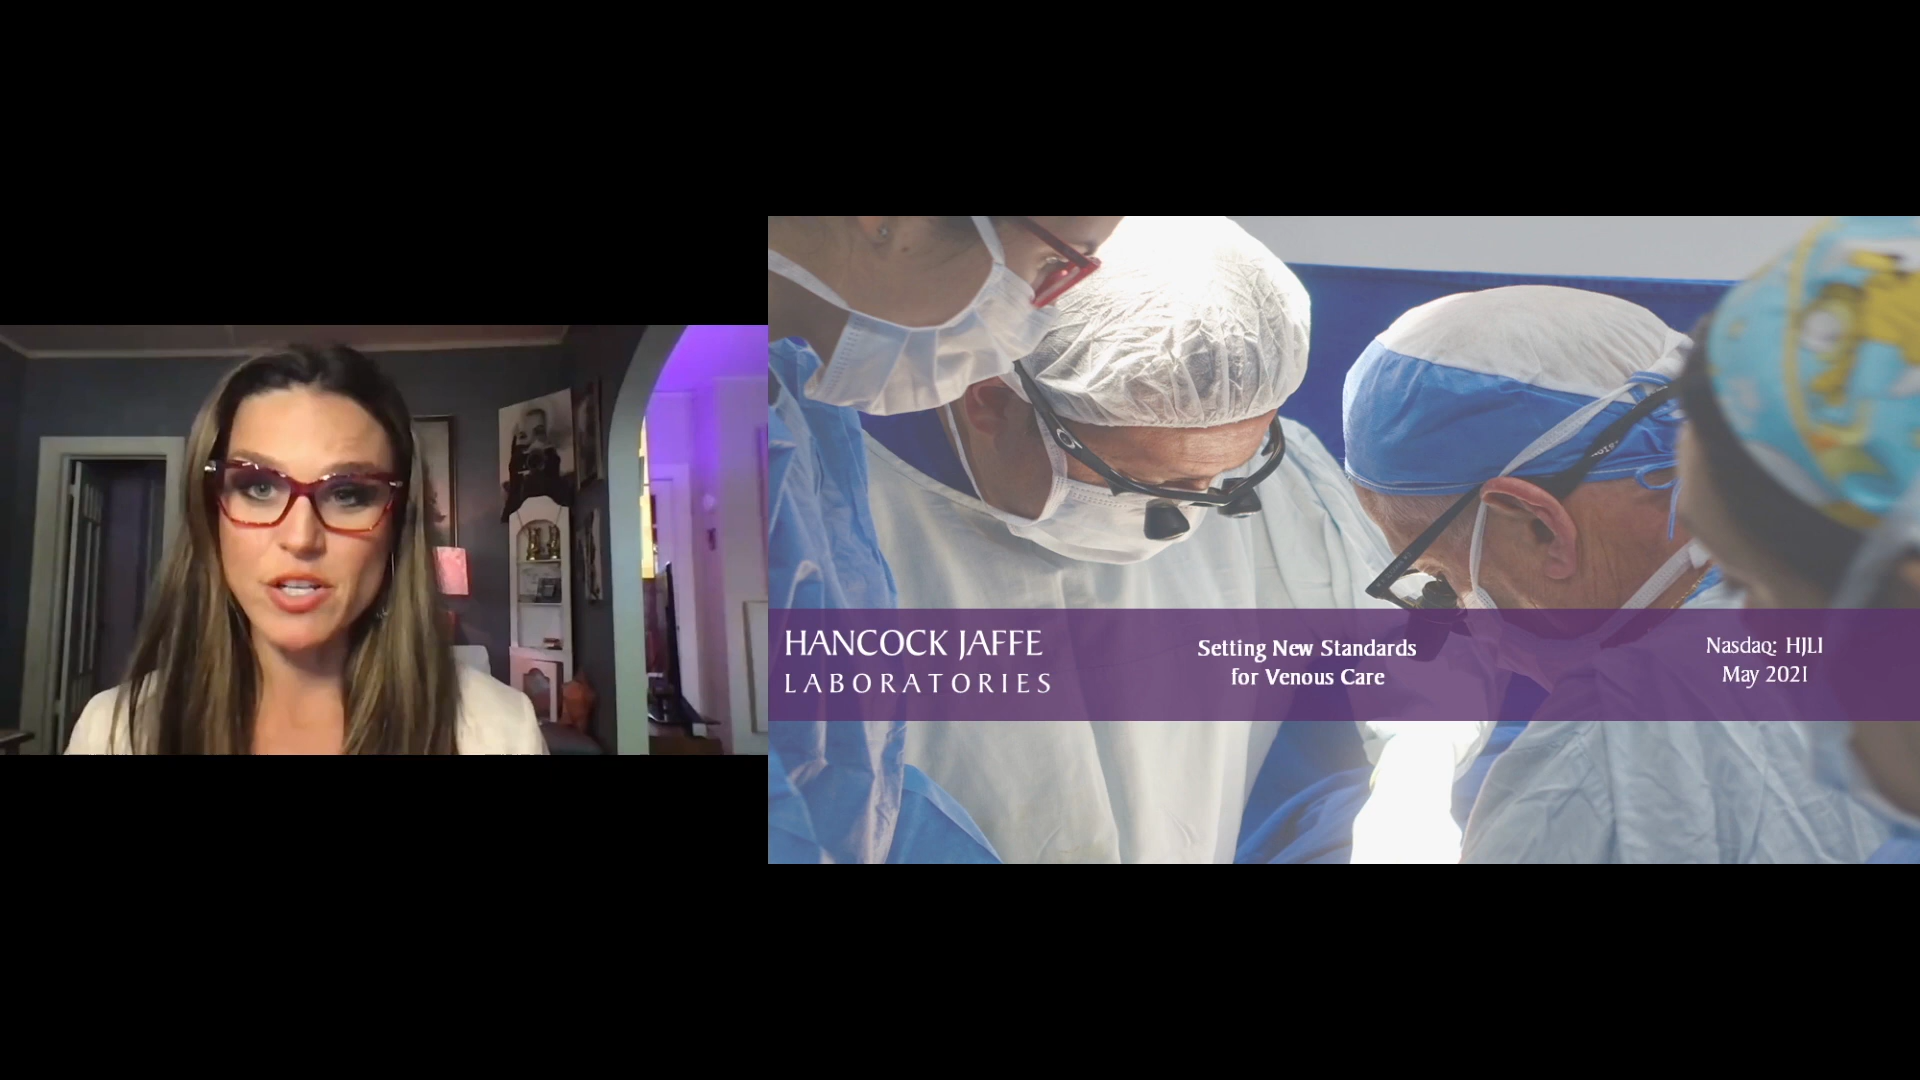 HANCOCK JAFFE
LABORATORIES
Setting New Standards
for Venous Care
Nasdaq: HJLI
May 2021